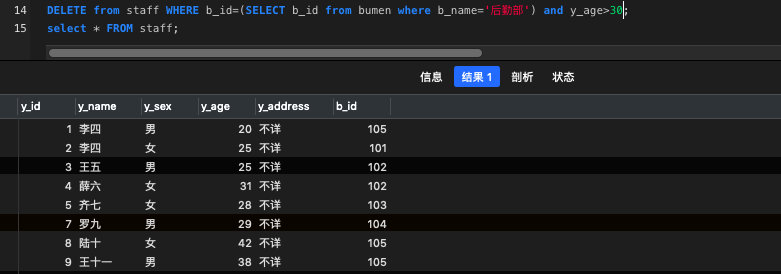 14 DELETE from staff WHERE b_id=(SELECT b_id from bumen where b_name='后勤部') and y_age>30;
15 select * FROM staff;
信息 结果 1 剖析 状态
y_id y_name y_sex y_age y_address b_id
1 李四 男 20 不详 105
2 李四 女 25 不详 101
3 王五 男 25 不详 102
4 薛六 女 31 不详 102
5 齐七 女 28 不详 103
7 罗九 男 29 不详 104
8 陆十 女 42 不详 105
9 王十一 男 38 不详 105